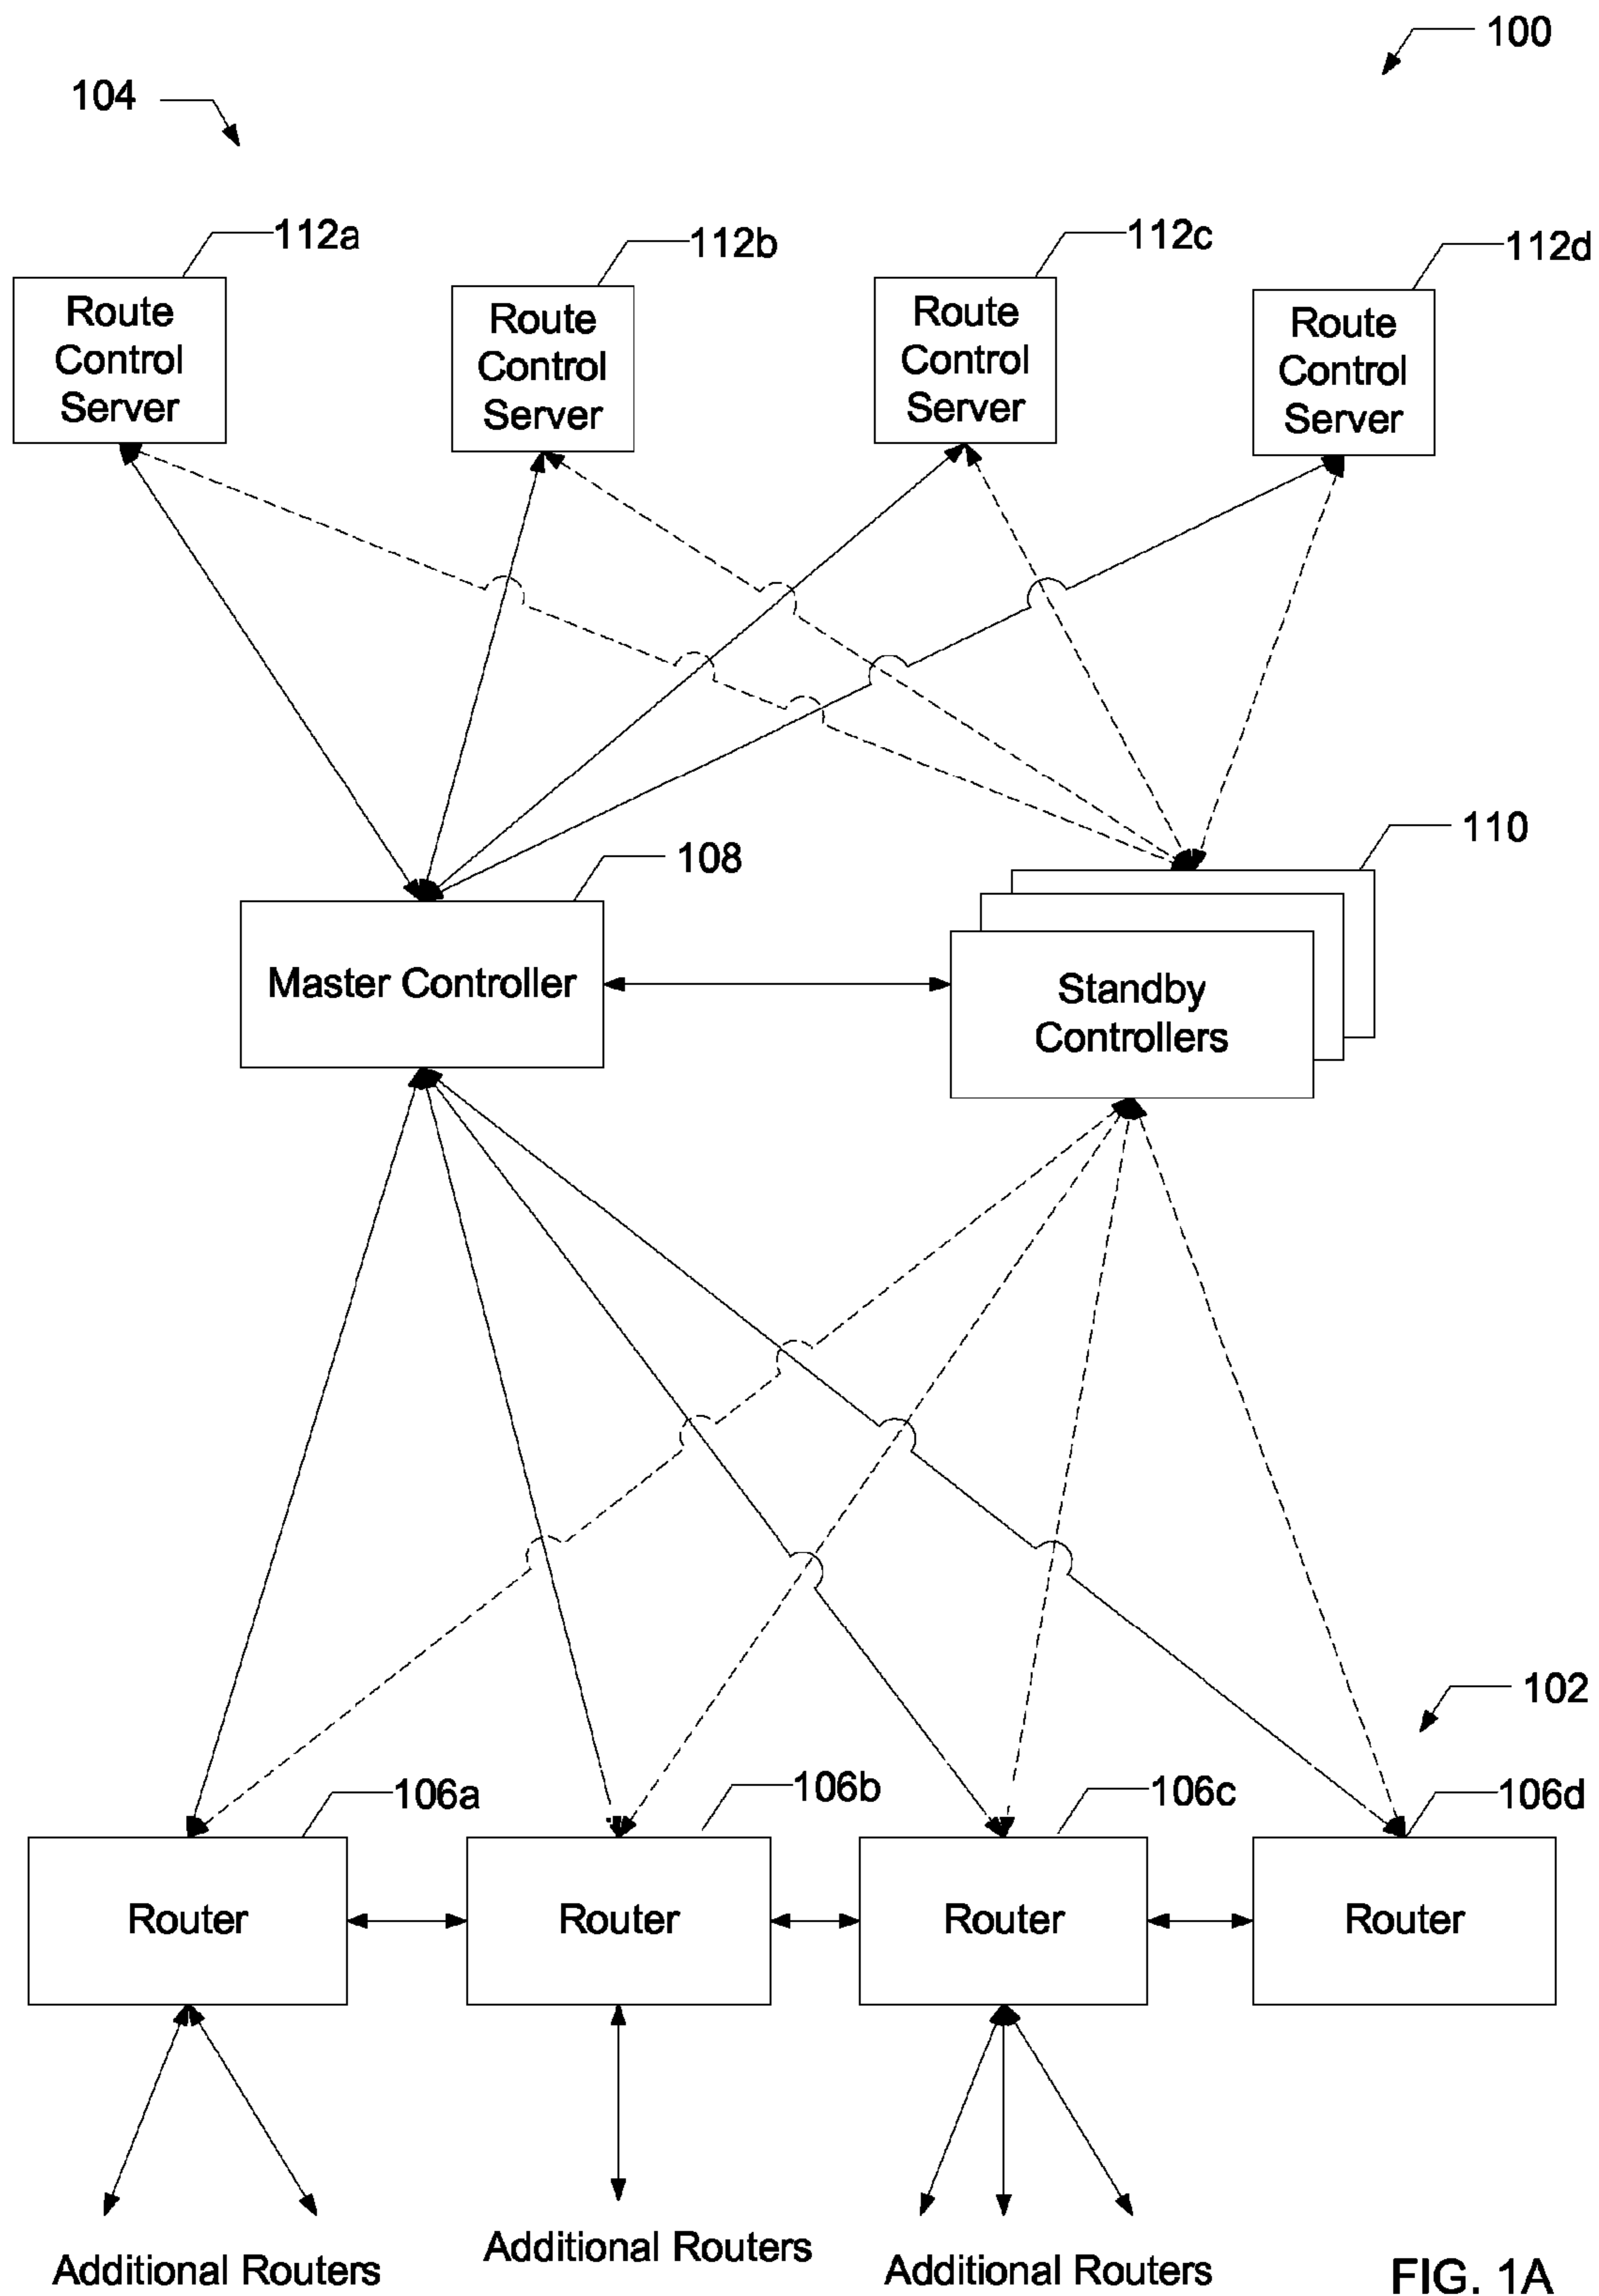 100
104
112a
112b
112c
112d
Route
Control
Server
Route
Control
Server
Route
Control
Server
Route
Control
Server
108
110
Master Controller
Standby
Controllers
102
106a
106b
106c
106d
Router
Router
Router
Router
Additional Routers
Additional Routers
Additional Routers
FIG. 1A